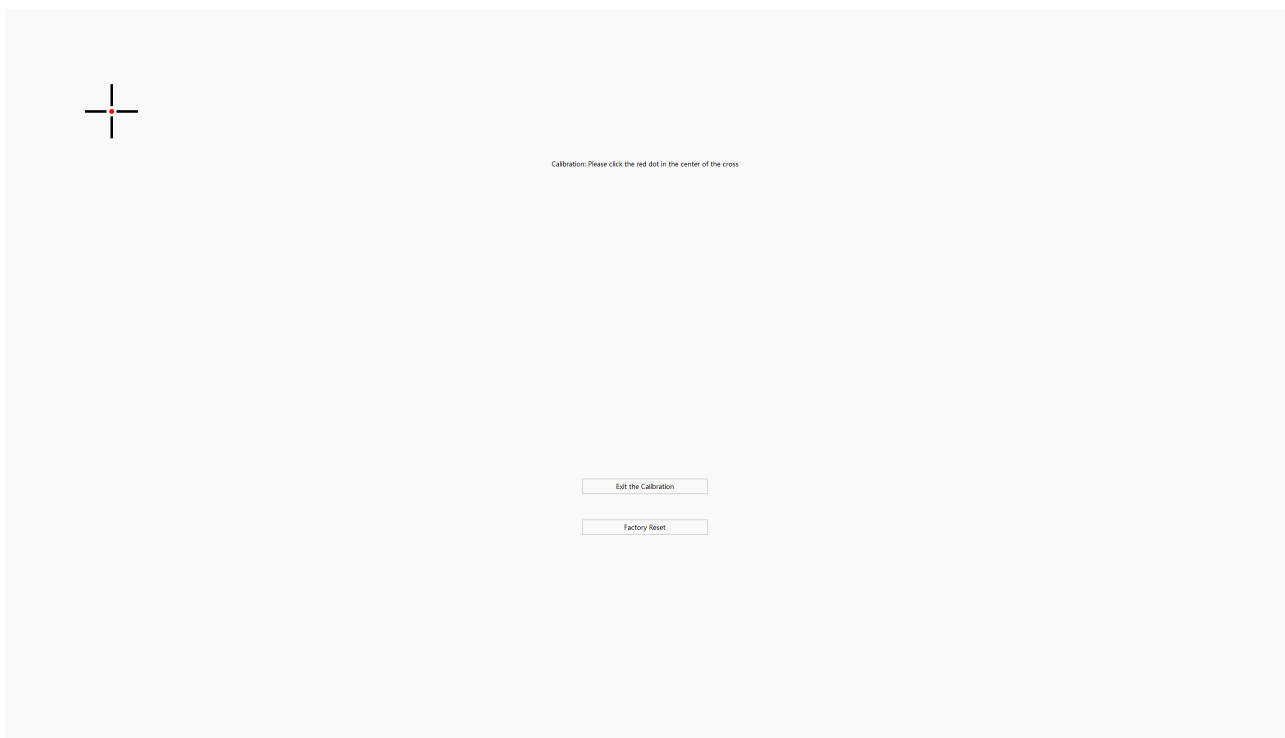 Calibration: Please click the red dot in the center of the cross
Exit the Calibration
Factory Reset